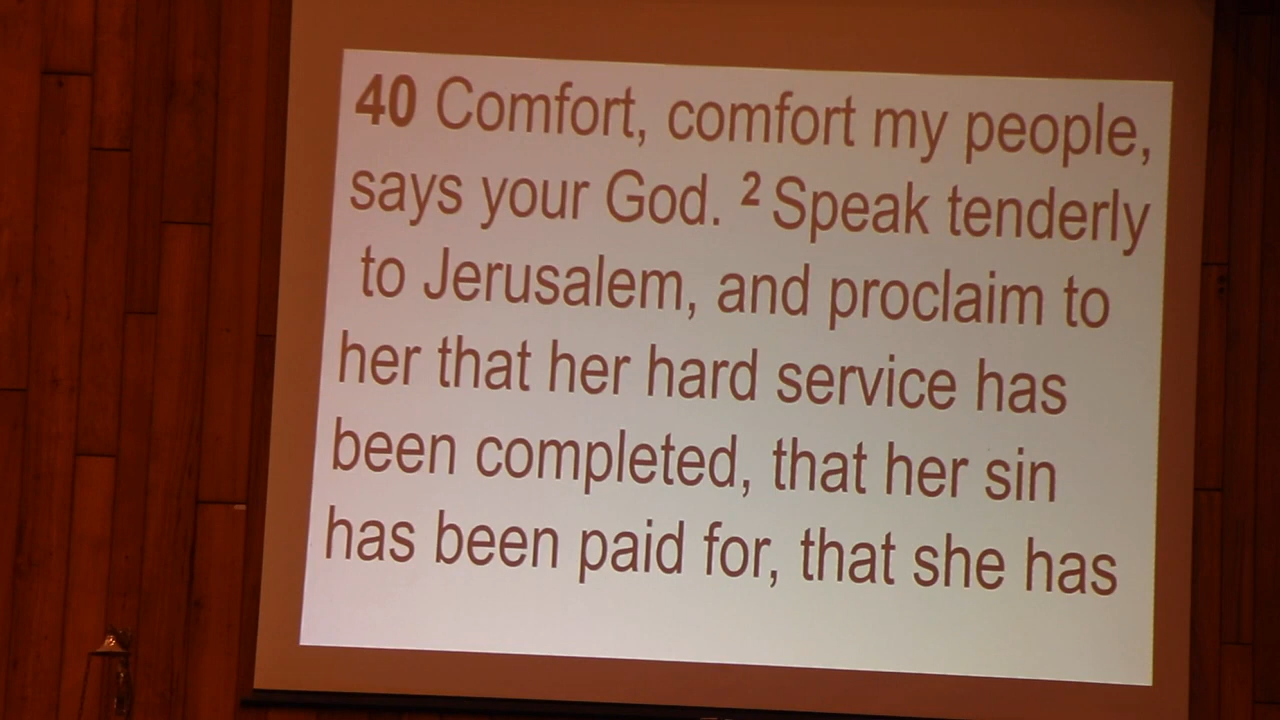 40 Comfort, comfort my people,
says your God. 2 Speak tenderly
to Jerusalem, and proclaim to
her that her hard service has
been completed, that her sin
has been paid for, that she has